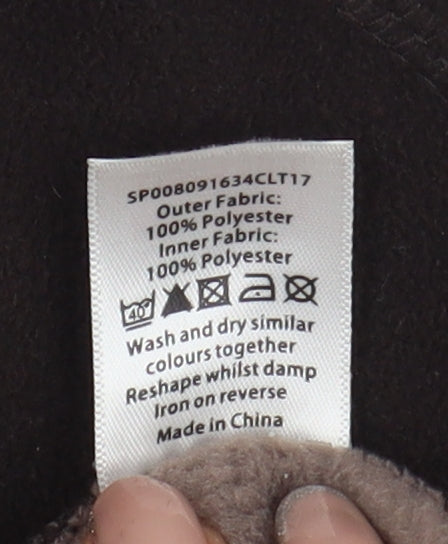 SP008091634CLT17
Outer Fabric:
100% Polyester
Inner Fabric:
100% Polyester
40°
Wash and dry similar
colours together
Reshape whilst damp
Iron on reverse
Made in China